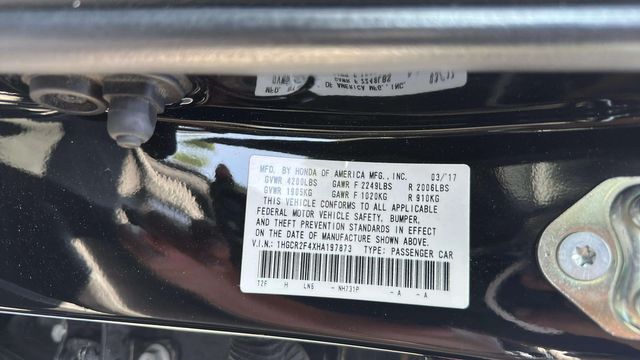 MFD. BY HONDA OF AMERICA MFG., INC. 03/17
GVWR 4200LBS GAWR F 2249LBS R 2006LBS
GVWR 1905KG GAWR F 1020KG R 910KG
THIS VEHICLE CONFORMS TO ALL APPLICABLE
FEDERAL MOTOR VEHICLE SAFETY, BUMPER,
AND THEFT PREVENTION STANDARDS IN EFFECT
ON THE DATE OF MANUFACTURE SHOWN ABOVE.
V.I.N.: 1HGCR2F4XHA197873 TYPE: PASSENGER CAR
T2F H LN6 - NH731P - A - A